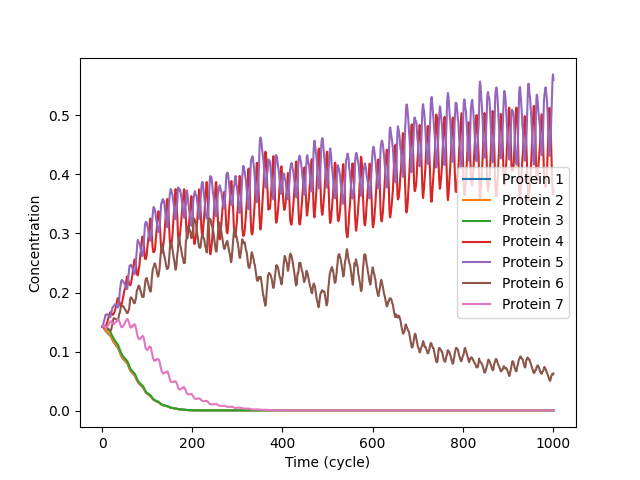 0.5
0.4
0.3
0.2
0.1
0.0
Concentration
0
200
400
600
800
1000
Time (cycle)
Protein 1
Protein 2
Protein 3
Protein 4
Protein 5
Protein 6
Protein 7